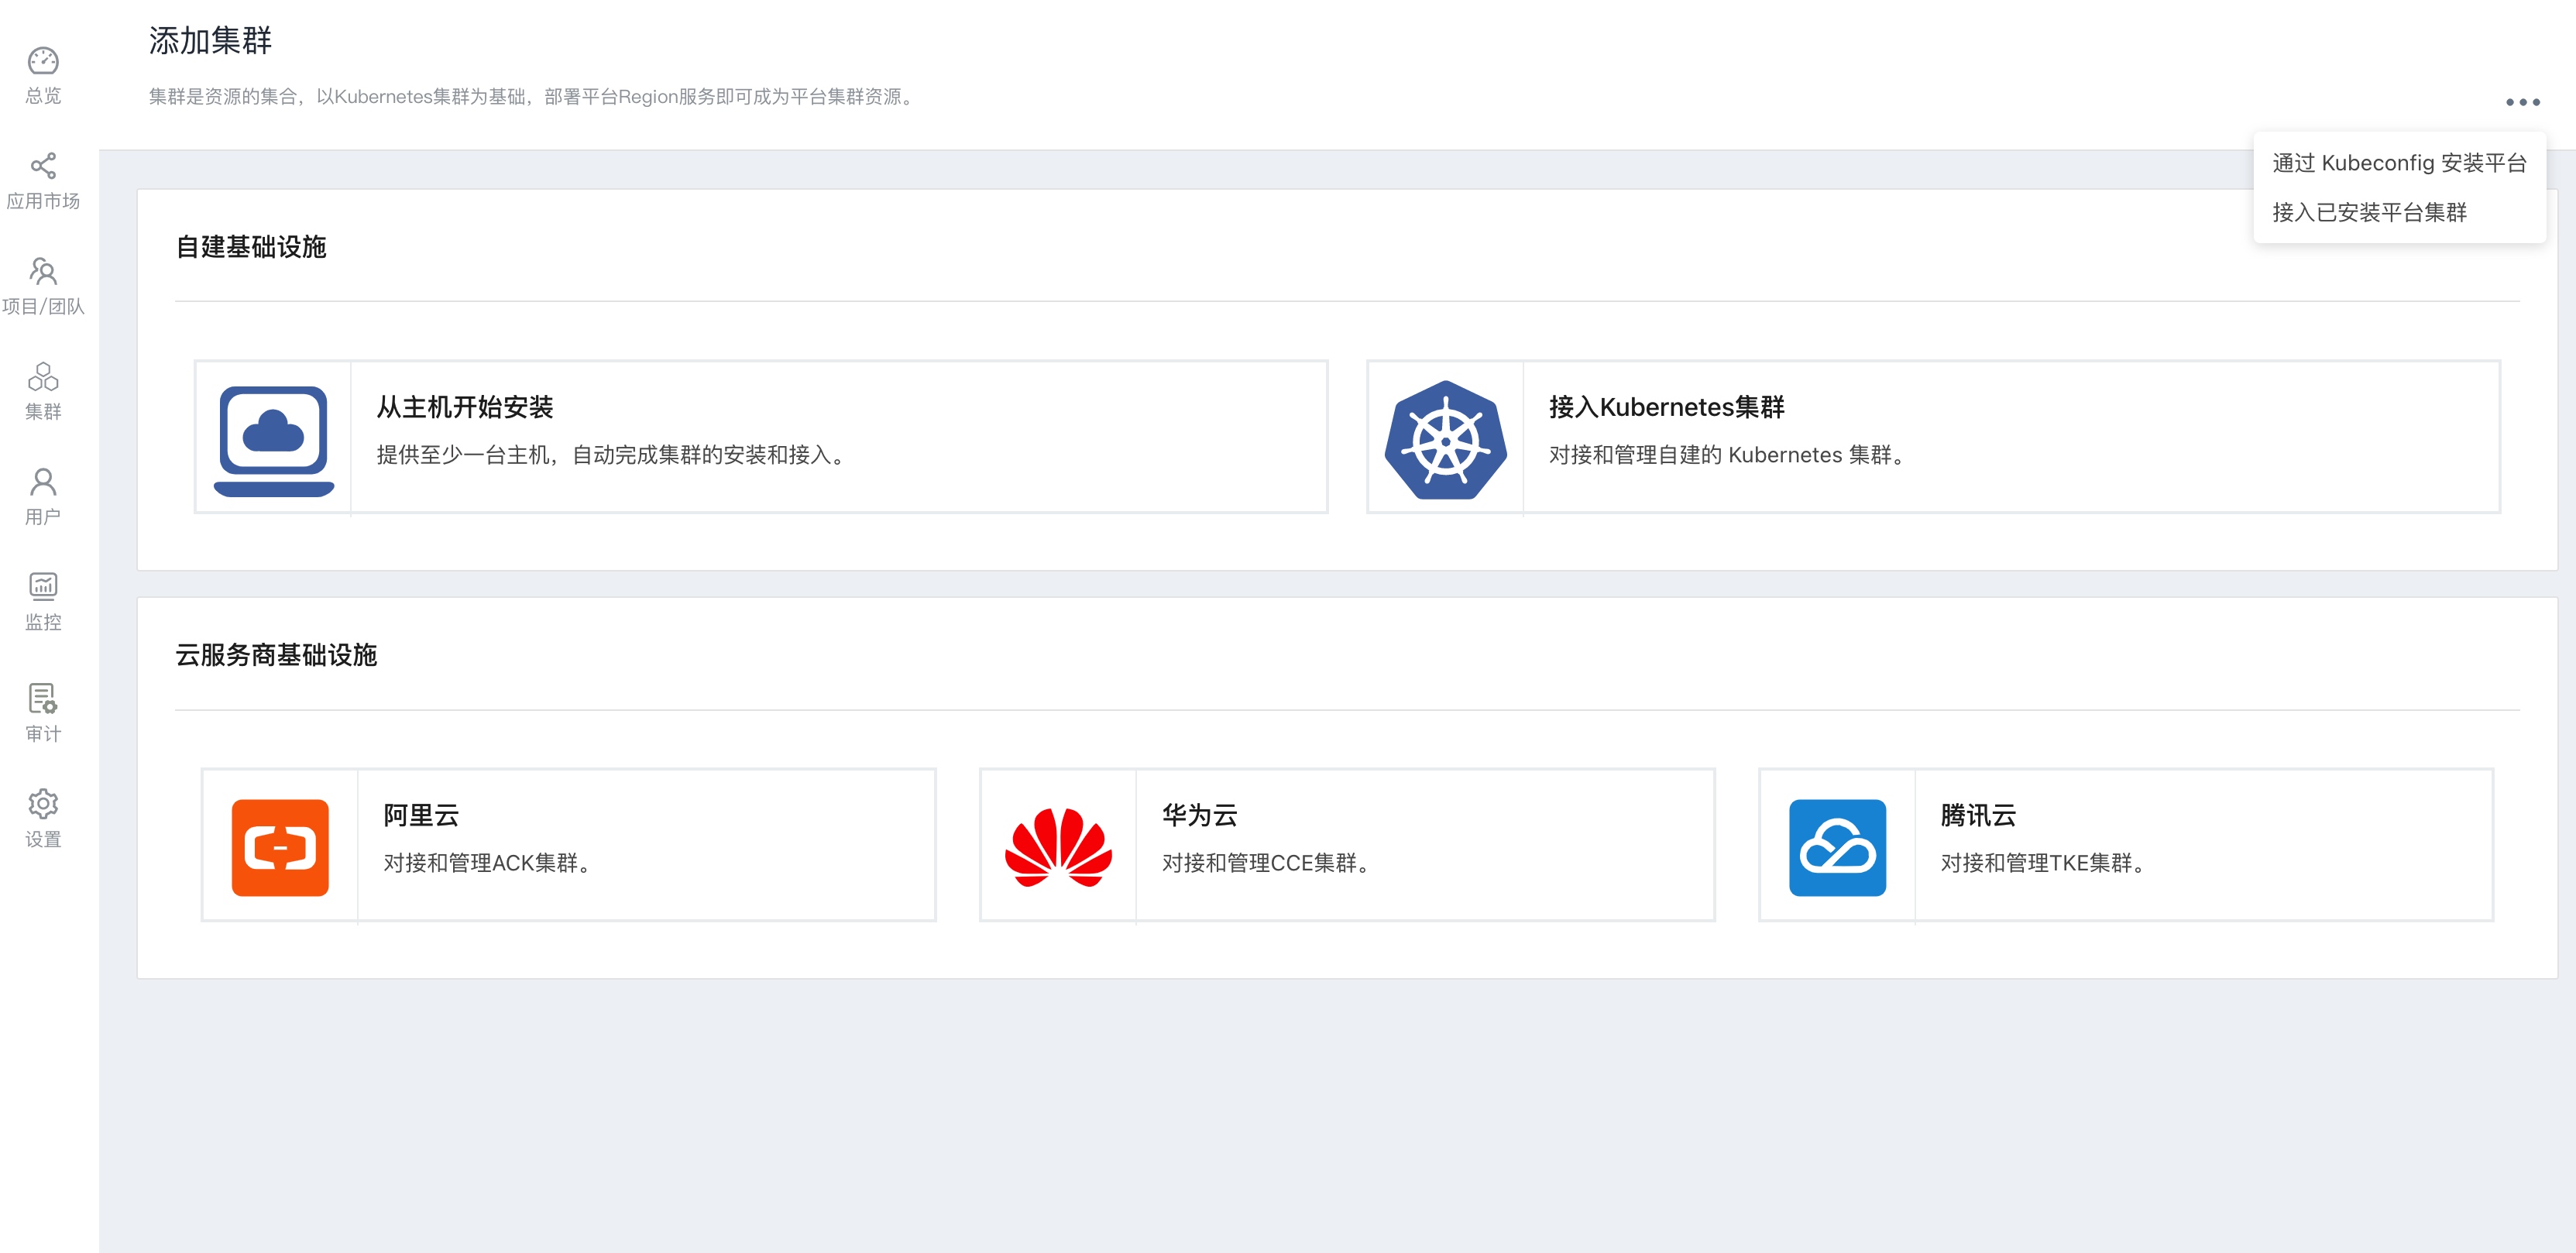 添加集群
集群是资源的集合，以Kubernetes集群为基础，部署平台Region服务即可成为平台集群资源。
通过 Kubeconfig 安装平台
接入已安装平台集群
总览
应用市场
项目/团队
集群
用户
监控
审计
设置
自建基础设施
从主机开始安装
提供至少一台主机，自动完成集群的安装和接入。
接入Kubernetes集群
对接和管理自建的 Kubernetes 集群。
云服务商基础设施
阿里云
对接和管理ACK集群。
华为云
对接和管理CCE集群。
腾讯云
对接和管理TKE集群。